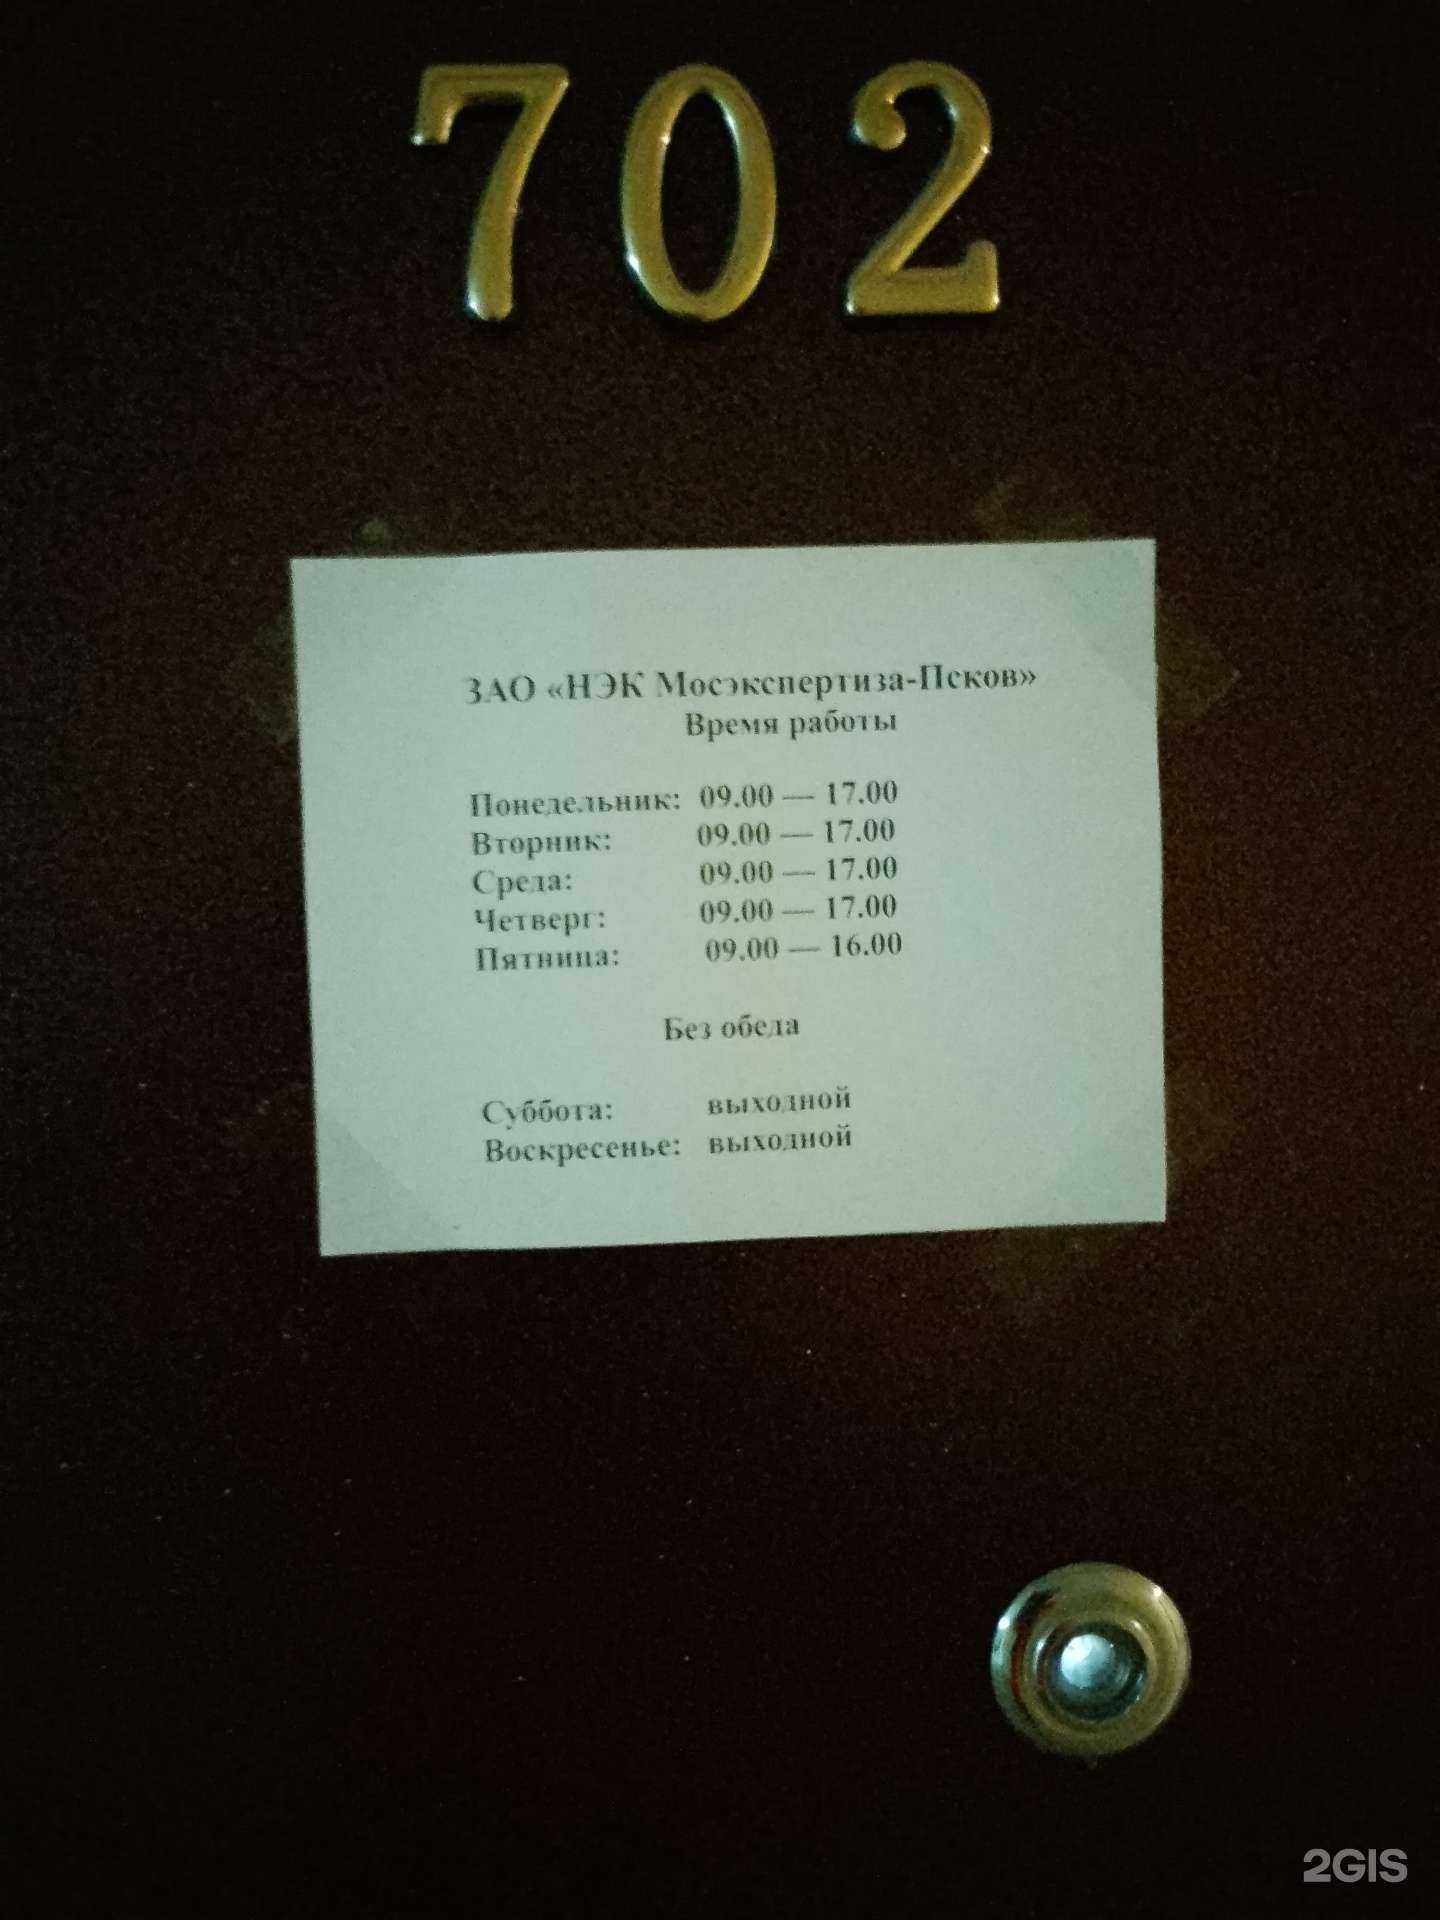 702
ЗАО «НЭК Мосэкспертиза-Псков»
Время работы
Понедельник: 09.00 — 17.00
Вторник: 09.00 — 17.00
Среда: 09.00 — 17.00
Четверг: 09.00 — 17.00
Пятница: 09.00 — 16.00
Без обеда
Суббота: выходной
Воскресенье: выходной
2GIS